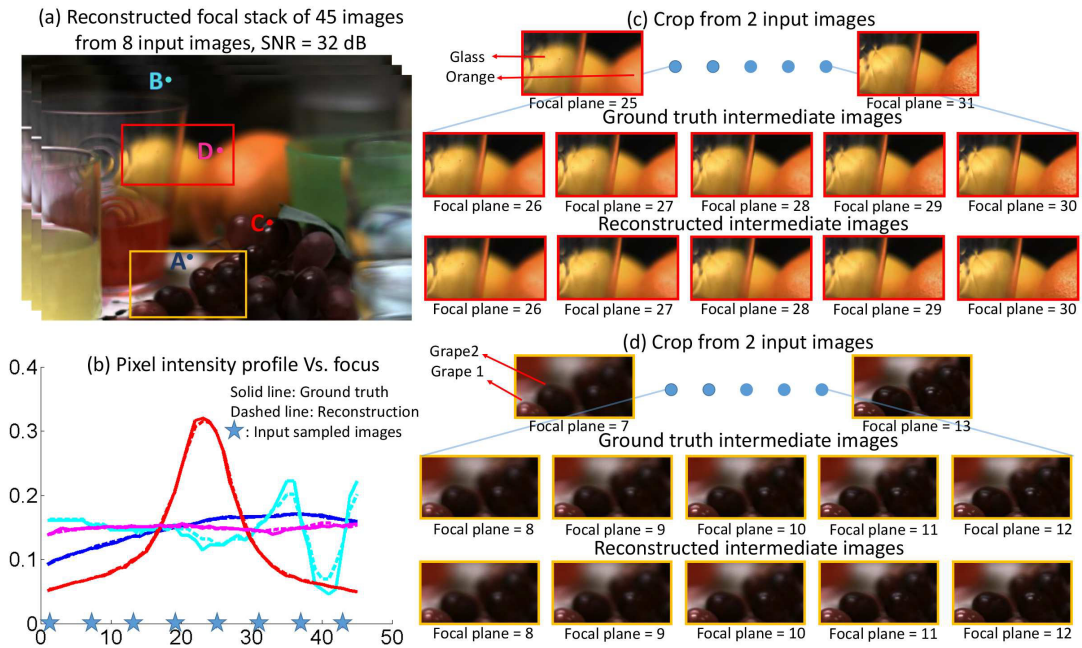 (a) Reconstructed focal stack of 45 images
from 8 input images, SNR = 32 dB
B
D
C
A
(b) Pixel intensity profile Vs. focus
Solid line: Ground truth
Dashed line: Reconstruction
: Input sampled images
0.4
0.3
0.2
0.1
0
0
10
20
30
40
50
(c) Crop from 2 input images
Glass
Orange
Focal plane = 25
Focal plane = 31
Ground truth intermediate images
Focal plane = 26
Focal plane = 27
Focal plane = 28
Focal plane = 29
Focal plane = 30
Reconstructed intermediate images
Focal plane = 26
Focal plane = 27
Focal plane = 28
Focal plane = 29
Focal plane = 30
(d) Crop from 2 input images
Grape2
Grape 1
Focal plane = 7
Focal plane = 13
Ground truth intermediate images
Focal plane = 8
Focal plane = 9
Focal plane = 10
Focal plane = 11
Focal plane = 12
Reconstructed intermediate images
Focal plane = 8
Focal plane = 9
Focal plane = 10
Focal plane = 11
Focal plane = 12